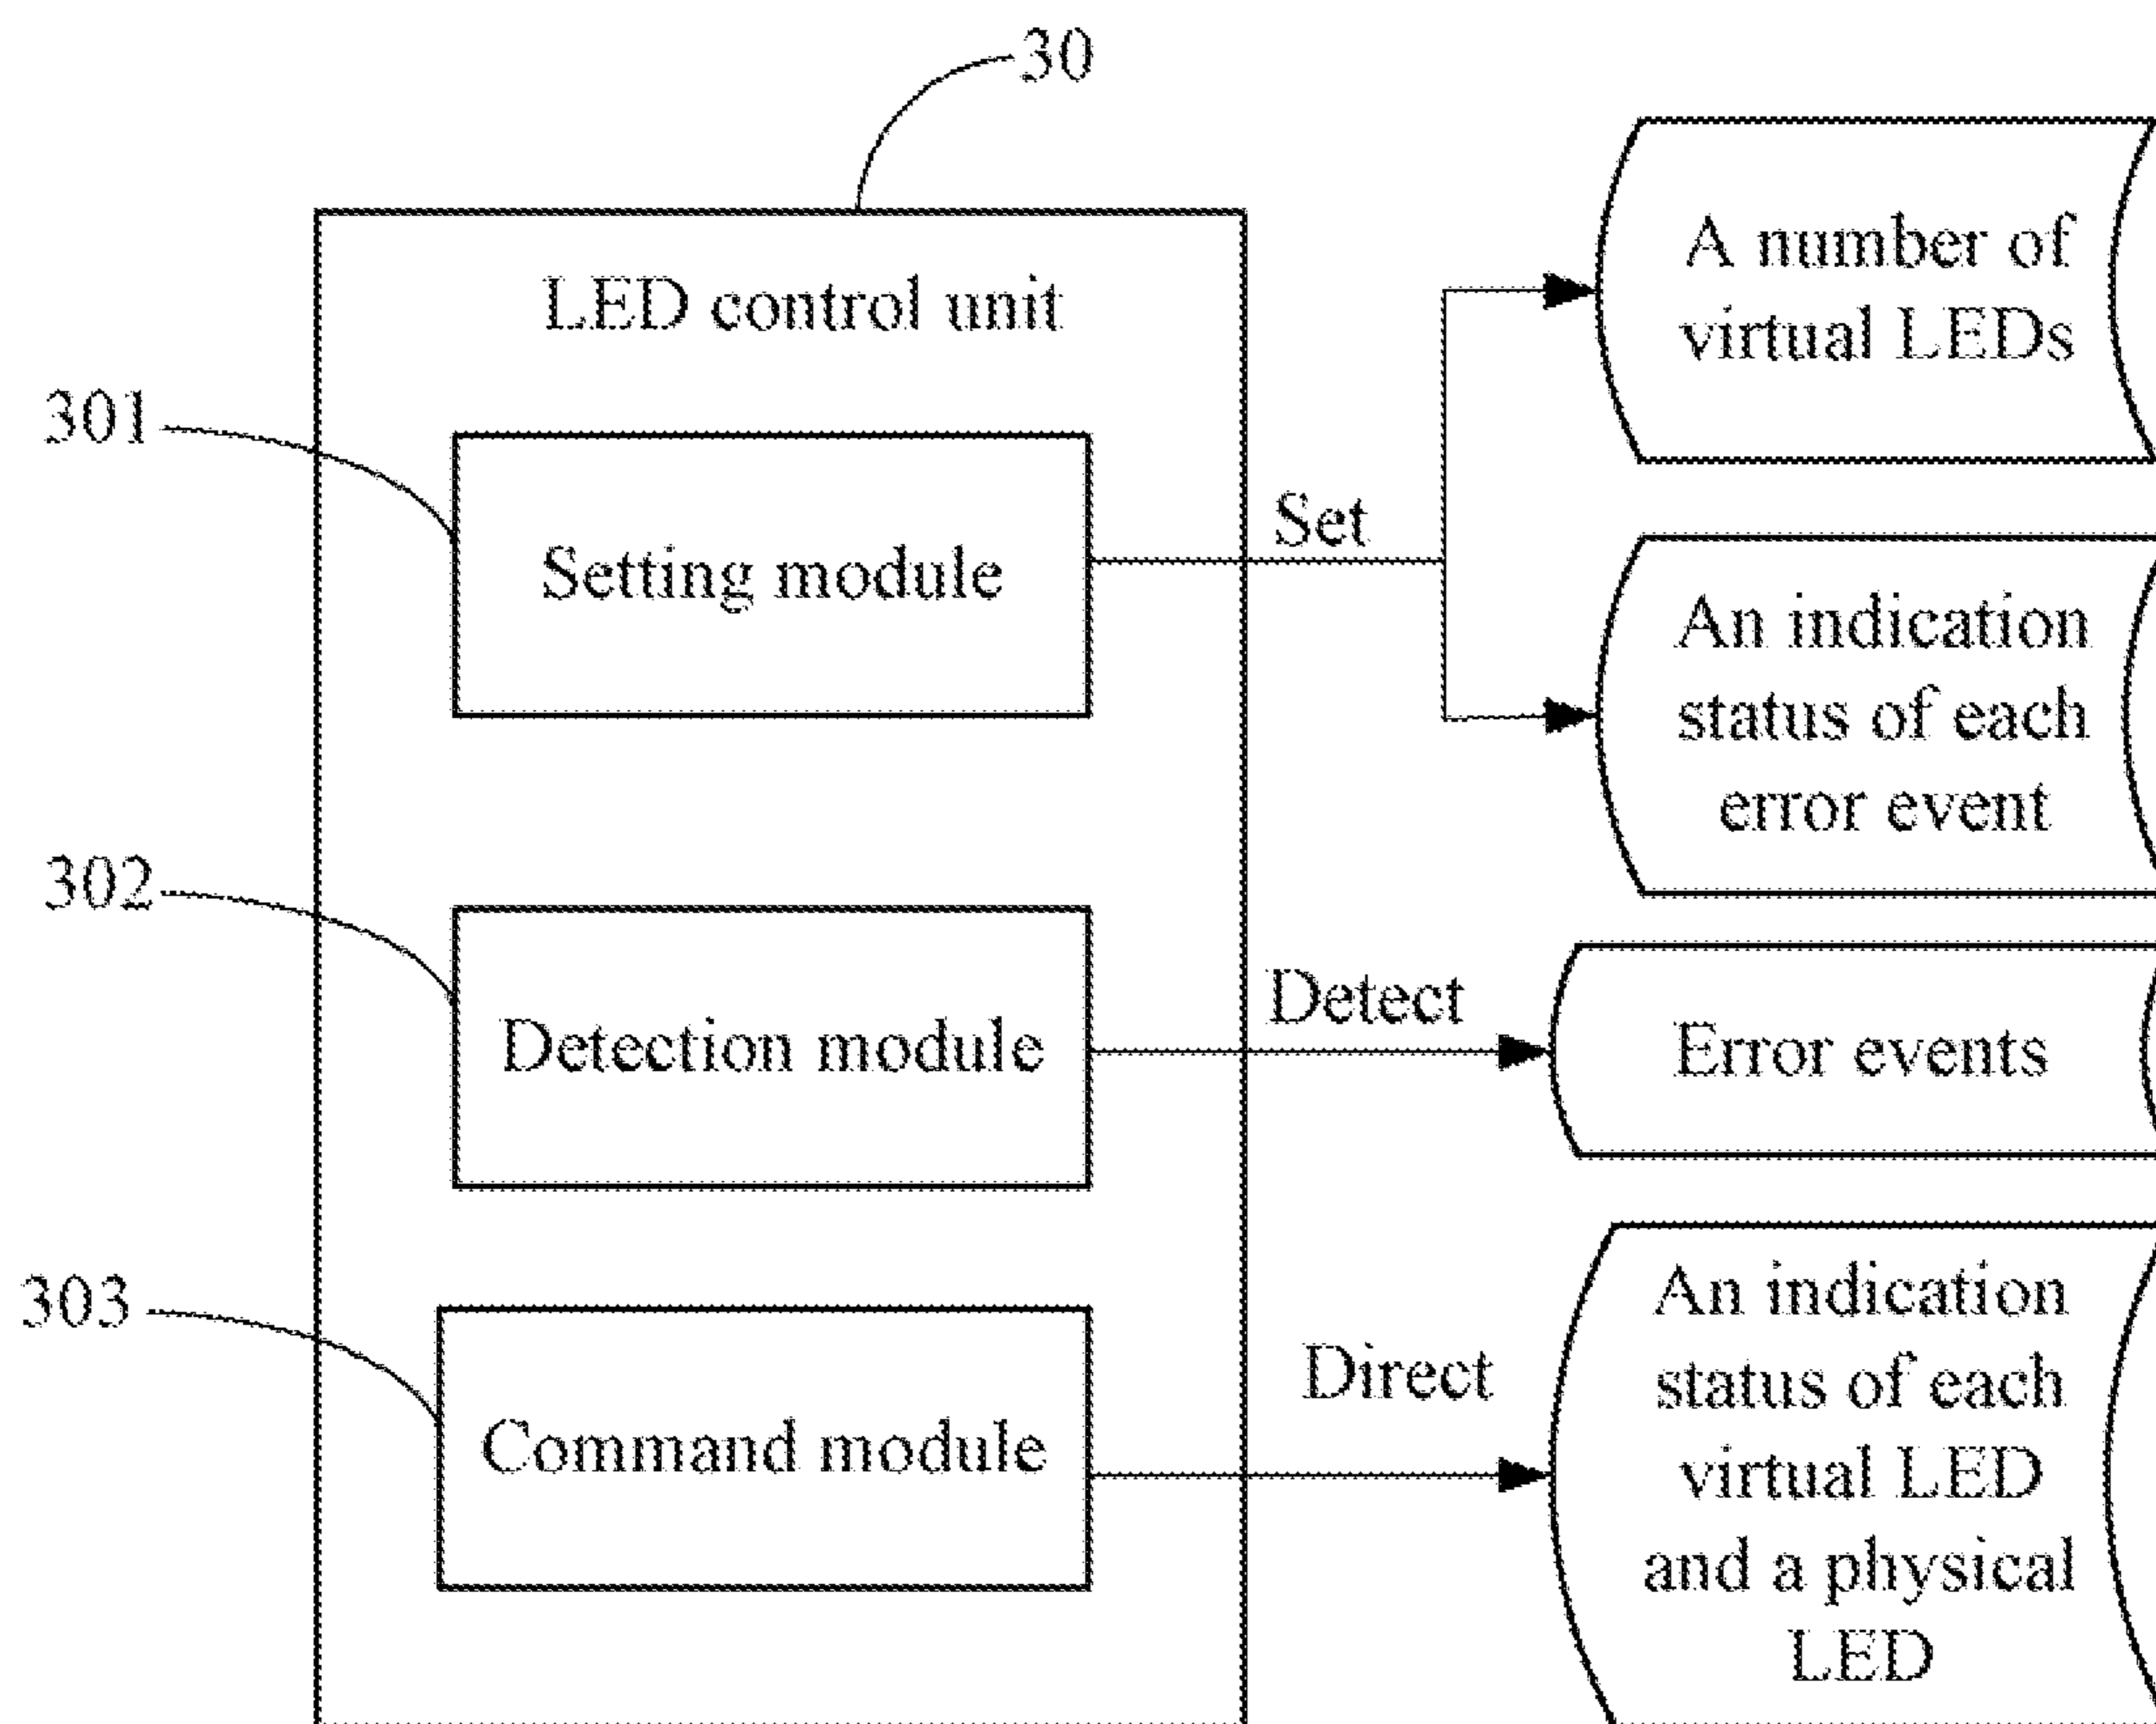 30
LED control unit
301
Setting module
Set
A number of
virtual LEDs
An indication
status of each
error event
302
Detection module
Detect
Error events
303
Command module
Direct
An indication
status of each
virtual LED
and a physical
LED